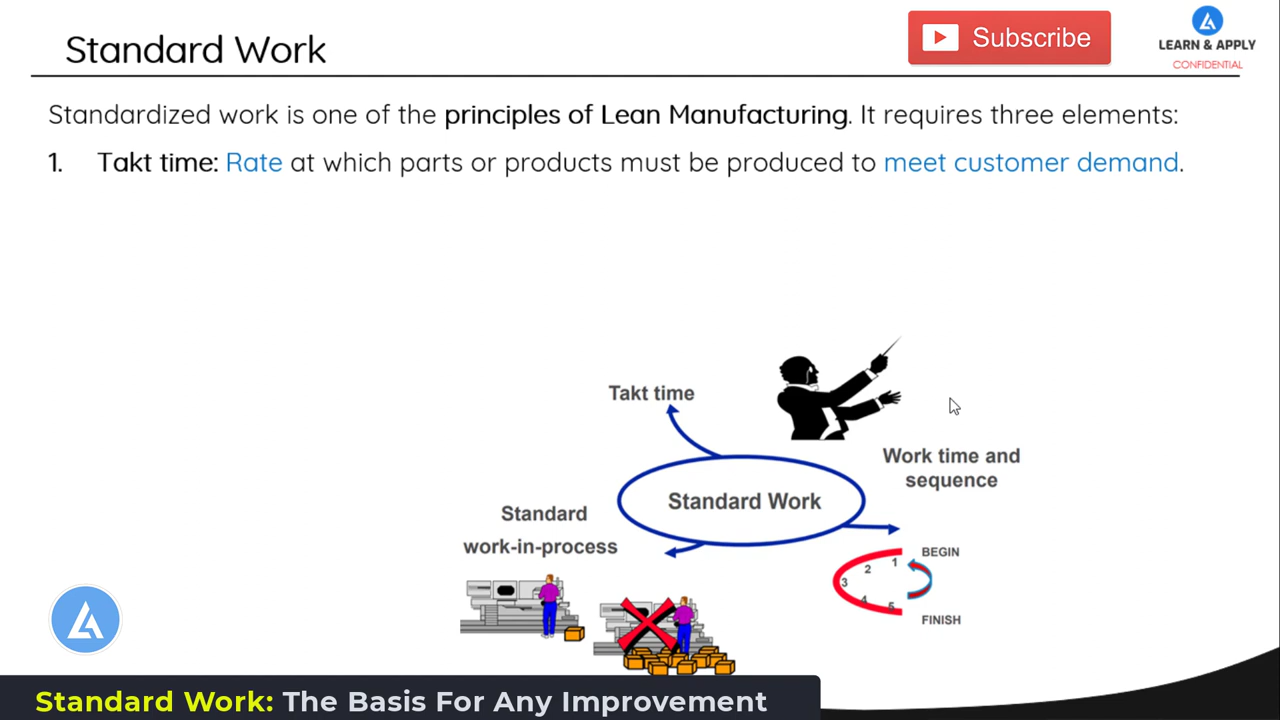 Standard Work
Subscribe
LEARN & APPLY
CONFIDENTIAL
Standardized work is one of the principles of Lean Manufacturing. It requires three elements:
1. Takt time: Rate at which parts or products must be produced to meet customer demand.
Takt time
Work time and
sequence
Standard Work
Standard
work-in-process
BEGIN
1
2
3
4
5
FINISH
Standard Work: The Basis For Any Improvement